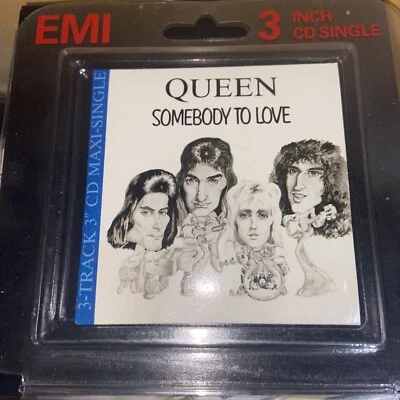 EMI
3 INCH
CD SINGLE
3-TRACK 3" CD MAXI-SINGLE
QUEEN
SOMEBODY TO LOVE